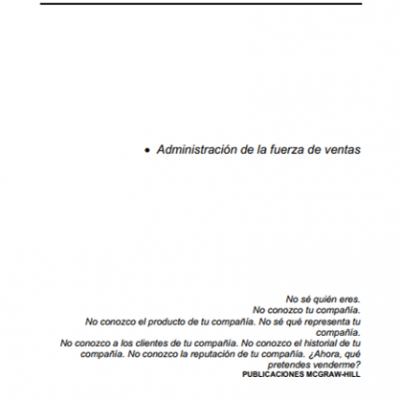 • Administración de la fuerza de ventas
No sé quién eres.
No conozco tu compañía.
No conozco el producto de tu compañía. No sé qué representa tu
compañía.
No conozco a los clientes de tu compañía. No conozco el historial de tu
compañía. No conozco la reputación de tu compañía. ¿Ahora, qué
pretendes venderme?
PUBLICACIONES MCGRAW-HILL